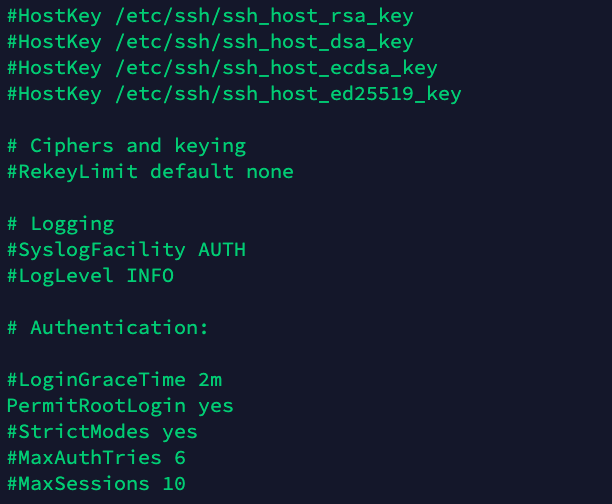 #HostKey /etc/ssh/ssh_host_rsa_key
#HostKey /etc/ssh/ssh_host_dsa_key
#HostKey /etc/ssh/ssh_host_ecdsa_key
#HostKey /etc/ssh/ssh_host_ed25519_key
# Ciphers and keying
#RekeyLimit default none
# Logging
#SyslogFacility AUTH
#LogLevel INFO
# Authentication:
#LoginGraceTime 2m
PermitRootLogin yes
#StrictModes yes
#MaxAuthTries 6
#MaxSessions 10